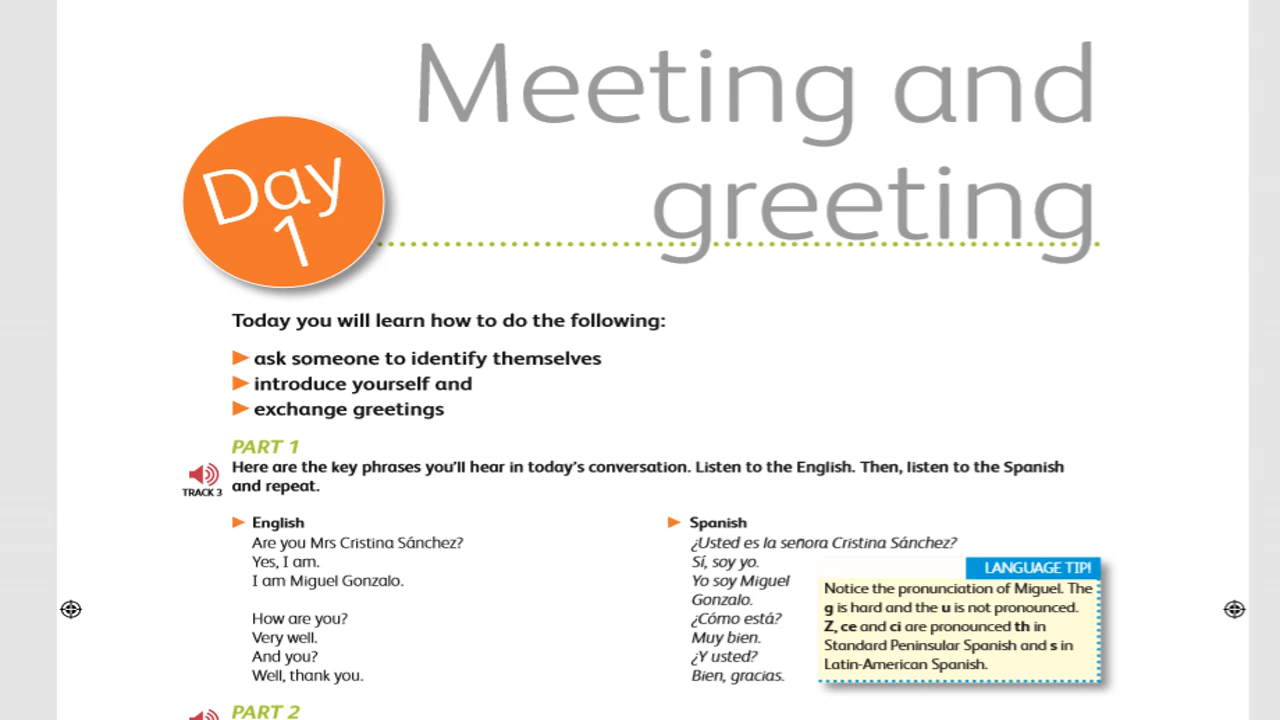 Meeting and
greeting
Day
1
Today you will learn how to do the following:
ask someone to identify themselves
introduce yourself and
exchange greetings
PART 1
TRACK 3
Here are the key phrases you'll hear in today's conversation. Listen to the English. Then, listen to the Spanish
and repeat.
English
Are you Mrs Cristina Sánchez?
Yes, I am.
I am Miguel Gonzalo.
How are you?
Very well.
And you?
Well, thank you.
Spanish
¿Usted es la señora Cristina Sánchez?
Sí, soy yo.
Yo soy Miguel
Gonzalo.
¿Cómo está?
Muy bien.
¿Y usted?
Bien, gracias.
LANGUAGE TIP!
Notice the pronunciation of Miguel. The
g is hard and the u is not pronounced.
Z, ce and ci are pronounced th in
Standard Peninsular Spanish and s in
Latin-American Spanish.
PART 2